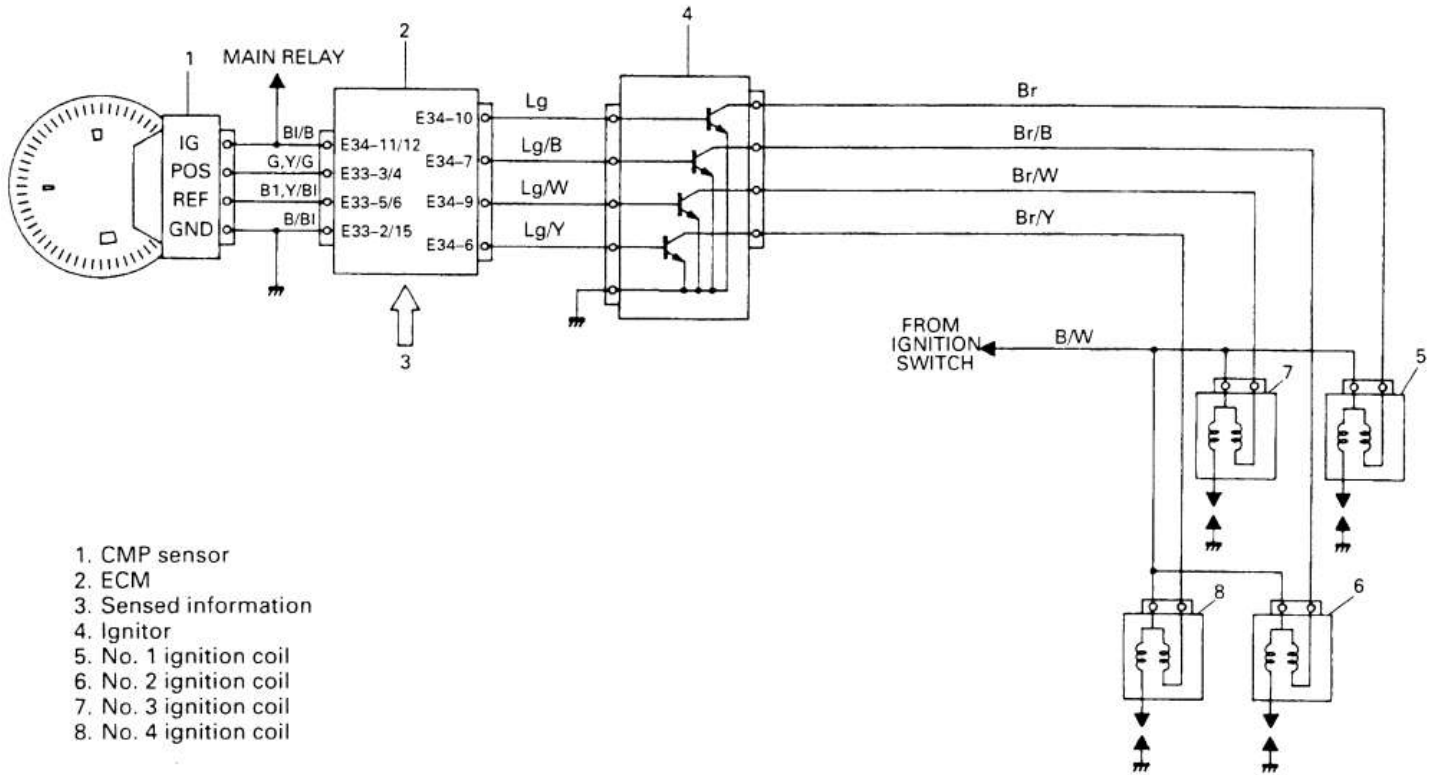 4
2
1
MAIN RELAY
IG
POS
REF
GND
Bl/B
G,Y/G
B1,Y/Bl
B/Bl
E34-11/12
E33-3/4
E33-5/6
E33-2/15
E34-10
E34-7
E34-9
E34-6
3
Lg
Lg/B
Lg/W
Lg/Y
Br
Br/B
Br/W
Br/Y
FROM
IGNITION
SWITCH
B/W
7
5
8
6
1. CMP sensor
2. ECM
3. Sensed information
4. Ignitor
5. No. 1 ignition coil
6. No. 2 ignition coil
7. No. 3 ignition coil
8. No. 4 ignition coil